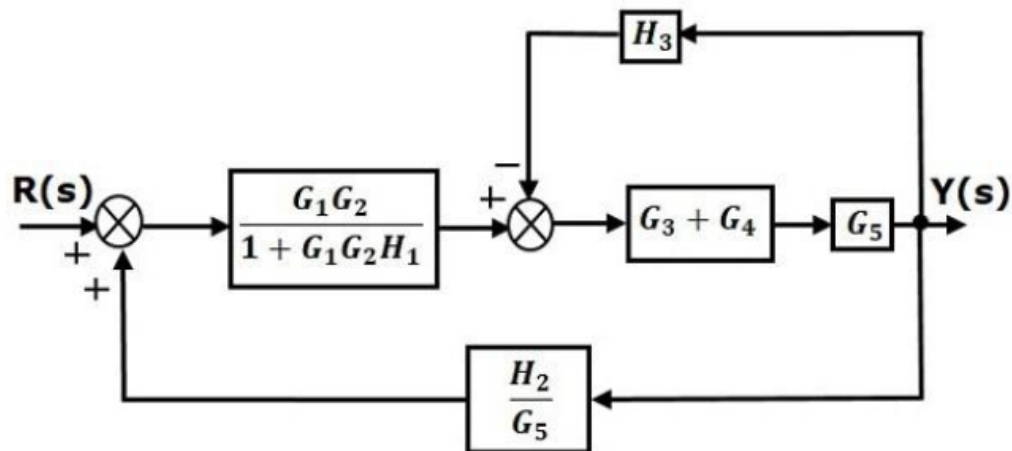 H₃
−
R(s)
+
+
G₁G₂
1 + G₁G₂H₁
+
G₃ + G₄
G₅
Y(s)
H₂
G₅